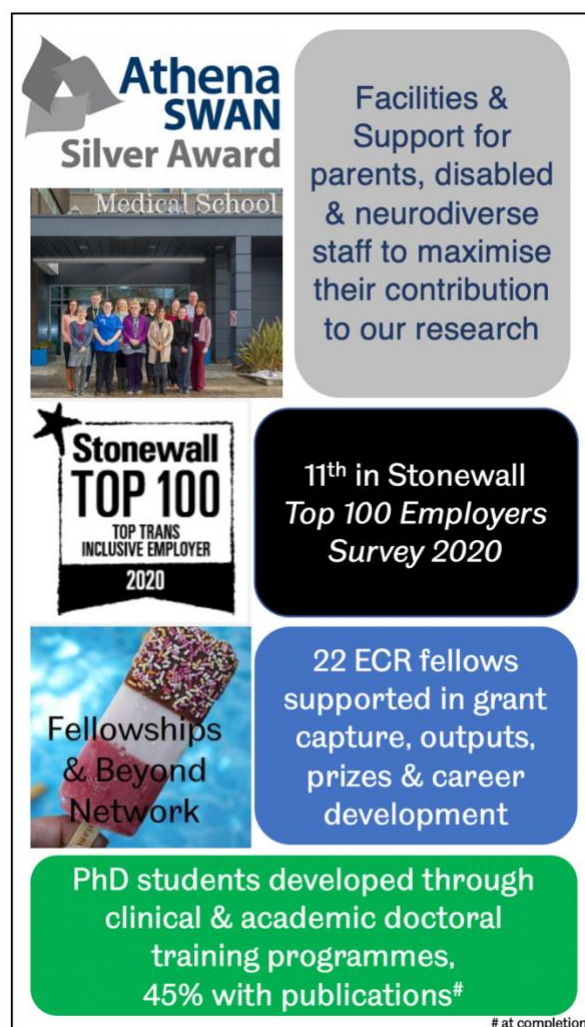 Athena
SWAN
Silver Award
Facilities &
Support for
parents, disabled
& neurodiverse
staff to maximise
their contribution
to our research
Medical School
Stonewall
TOP 100
TOP TRANS
INCLUSIVE EMPLOYER
2020
11th in Stonewall
Top 100 Employers
Survey 2020
Fellowships
& Beyond
Network
22 ECR fellows
supported in grant
capture, outputs,
prizes & career
development
PhD students developed through
clinical & academic doctoral
training programmes,
45% with publications#
# at completion